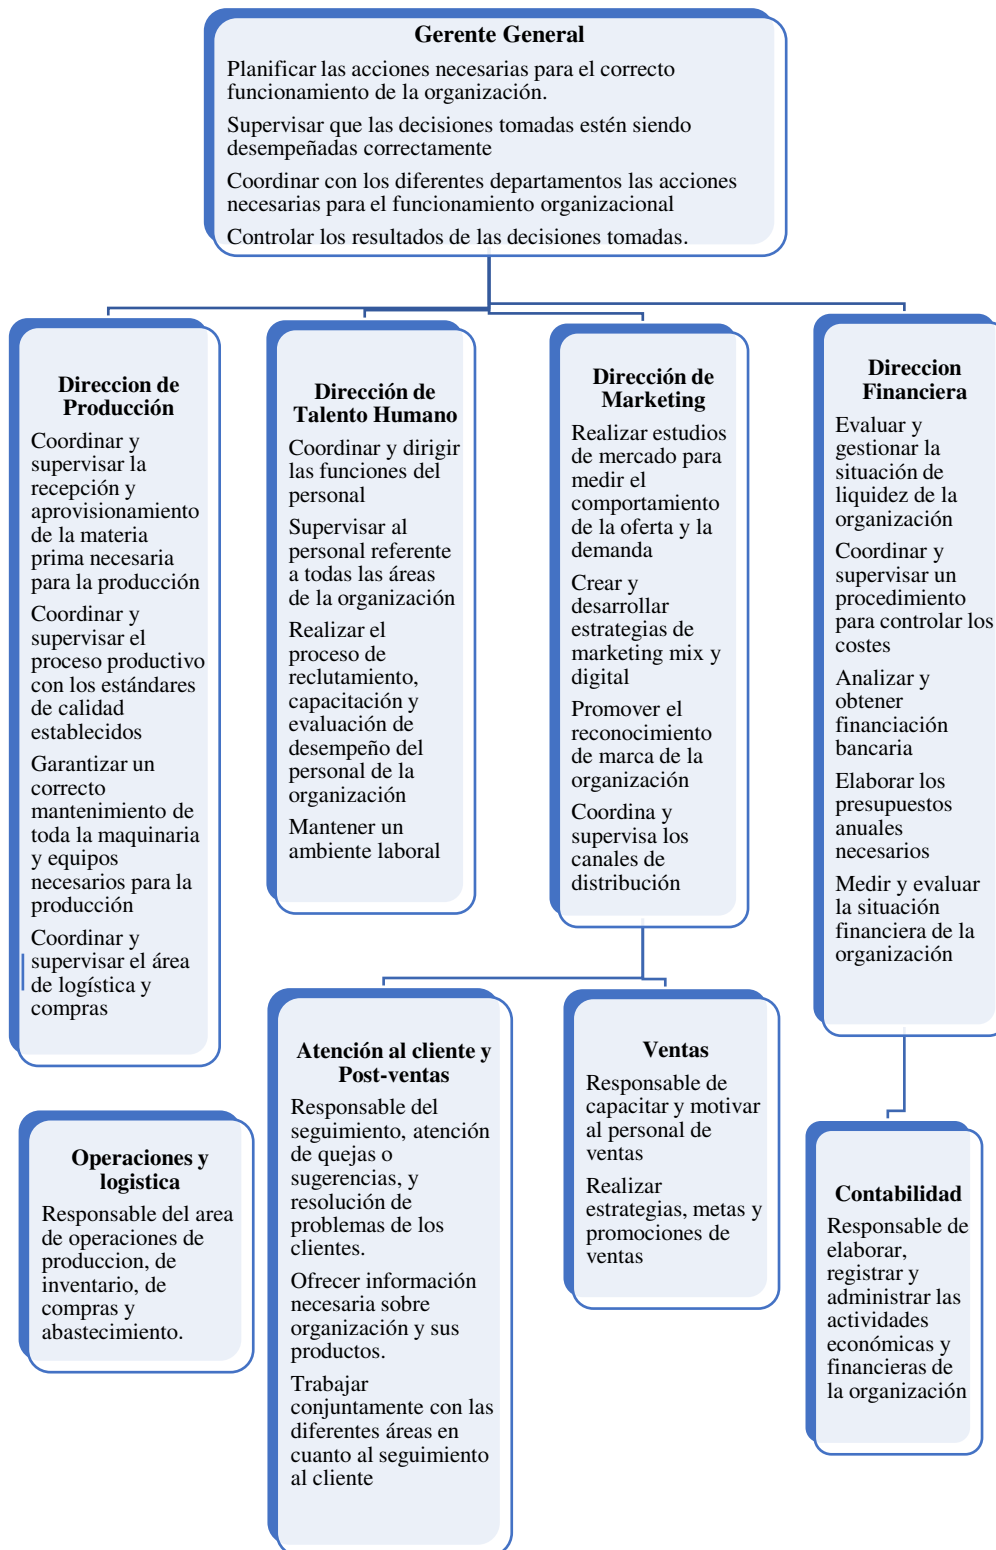 Gerente General
Planificar las acciones necesarias para el correcto
funcionamiento de la organización.
Supervisar que las decisiones tomadas estén siendo
desempeñadas correctamente
Coordinar con los diferentes departamentos las acciones
necesarias para el funcionamiento organizacional
Controlar los resultados de las decisiones tomadas.
Direccion de
Producción
Coordinar y
supervisar la
recepción y
aprovisionamiento
de la materia
prima necesaria
para la producción
Coordinar y
supervisar el
proceso productivo
con los estándares
de calidad
establecidos
Garantizar un
correcto
mantenimiento de
toda la maquinaria
y equipos
necesarios para la
producción
Coordinar y
supervisar el área
de logística y
compras
Dirección de
Talento Humano
Coordinar y dirigir
las funciones del
personal
Supervisar al
personal referente
a todas las áreas
de la organización
Realizar el
proceso de
reclutamiento,
capacitación y
evaluación de
desempeño del
personal de la
organización
Mantener un
ambiente laboral
Dirección de
Marketing
Realizar estudios
de mercado para
medir el
comportamiento
de la oferta y la
demanda
Crear y
desarrollar
estrategias de
marketing mix y
digital
Promover el
reconocimiento
de marca de la
organización
Coordina y
supervisa los
canales de
distribución
Direccion
Financiera
Evaluar y
gestionar la
situación de
liquidez de la
organización
Coordinar y
supervisar un
procedimiento
para controlar los
costes
Analizar y
obtener
financiación
bancaria
Elaborar los
presupuestos
anuales
necesarios
Medir y evaluar
la situación
financiera de la
organización
Operaciones y
logistica
Responsable del area
de operaciones de
produccion, de
inventario, de
compras y
abastecimiento.
Atención al cliente y
Post-ventas
Responsable del
seguimiento, atención
de quejas o
sugerencias, y
resolución de
problemas de los
clientes.
Ofrecer información
necesaria sobre
organización y sus
productos.
Trabajar
conjuntamente con las
diferentes áreas en
cuanto al seguimiento
al cliente
Ventas
Responsable de
capacitar y motivar
al personal de
ventas
Realizar
estrategias, metas y
promociones de
ventas
Contabilidad
Responsable de
elaborar,
registrar y
administrar las
actividades
económicas y
financieras de
la organización